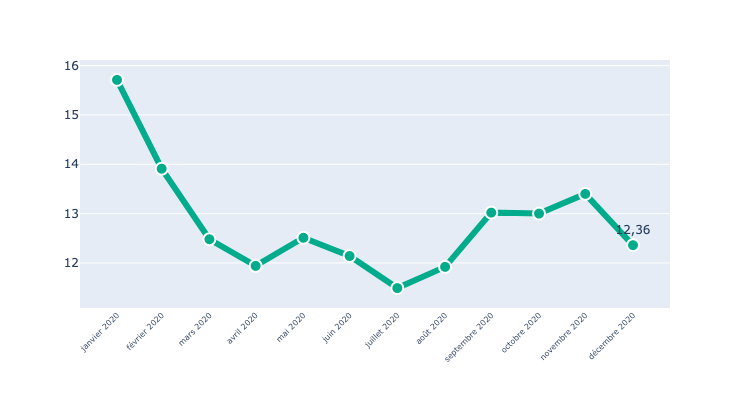 16
15
14
13
12
12,36
janvier 2020
février 2020
mars 2020
avril 2020
mai 2020
juin 2020
juillet 2020
août 2020
septembre 2020
octobre 2020
novembre 2020
décembre 2020